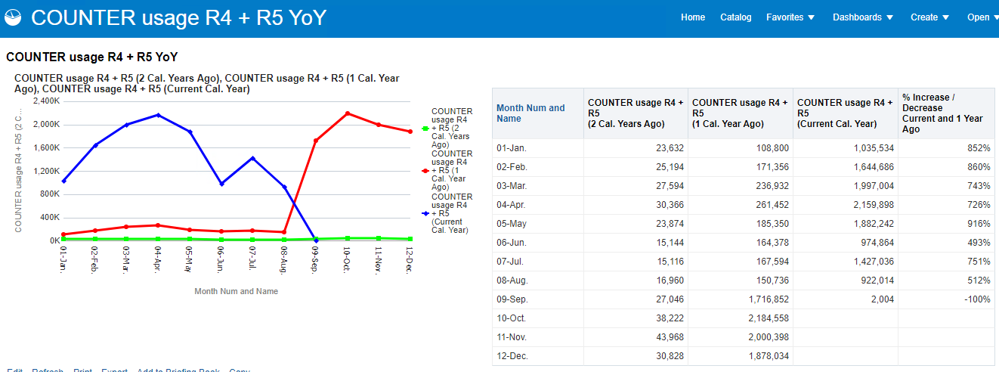 COUNTER usage R4 + R5 YoY
Home Catalog Favorites Dashboards Create Open
COUNTER usage R4 + R5 YoY
COUNTER usage R4 + R5 (2 Cal. Years Ago), COUNTER usage R4 + R5 (1 Cal. Year
Ago), COUNTER usage R4 + R5 (Current Cal. Year)
COUNTER usage R4 + R5 (2 C...
2,400K
2,000K
1,600K
1,200K
800K
400K
0K
01-Jan.
02-Feb.
03-Mar.
04-Apr.
05-May
06-Jun.
07-Jul.
08-Aug.
09-Sep.
10-Oct.
11-Nov.
12-Dec.
Month Num and Name
COUNTER
usage R4
+ R5 (2
Cal. Years
Ago)
COUNTER
usage R4
+ R5 (1
Cal. Year
Ago)
COUNTER
usage R4
+ R5
(Current
Cal. Year)
Month Num and
Name
COUNTER usage R4 +
R5
(2 Cal. Years Ago)
COUNTER usage R4 +
R5
(1 Cal. Year Ago)
COUNTER usage R4 +
R5
(Current Cal. Year)
% Increase /
Decrease
Current and 1 Year
Ago
01-Jan. 23,632 108,800 1,035,534 852%
02-Feb. 25,194 171,356 1,644,686 860%
03-Mar. 27,594 236,932 1,997,004 743%
04-Apr. 30,366 261,452 2,159,898 726%
05-May 23,874 185,350 1,882,242 916%
06-Jun. 15,144 164,378 974,864 493%
07-Jul. 15,116 167,594 1,427,036 751%
08-Aug. 16,960 150,736 922,014 512%
09-Sep. 27,046 1,716,852 2,004 -100%
10-Oct. 38,222 2,184,558
11-Nov. 43,968 2,000,398
12-Dec. 30,828 1,878,034
Edit Refresh Print Export Add to Briefing Book Copy